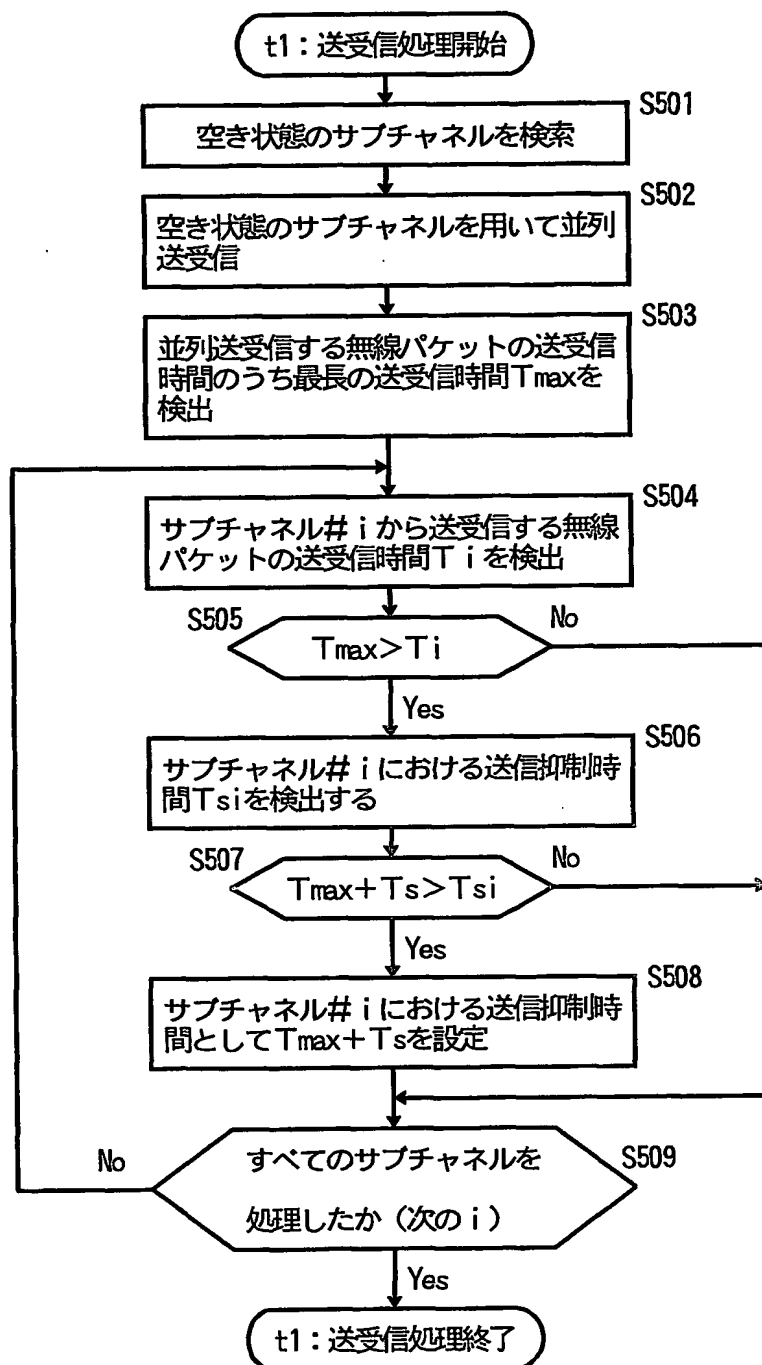 t1：送受信処理開始
S501
空き状態のサブチャネルを検索
S502
空き状態のサブチャネルを用いて並列
送受信
S503
並列送受信する無線パケットの送受信
時間のうち最長の送受信時間Tmaxを
検出
S504
サブチャネル＃ｉから送受信する無線
パケットの送受信時間Ｔｉを検出
S505
No
Tmax＞Ｔｉ
Yes
S506
サブチャネル＃ｉにおける送信抑制時
間Tsiを検出する
S507
No
Tmax＋Ts＞Tsi
Yes
S508
サブチャネル＃ｉにおける送信抑制時
間としてTmax＋Tsを設定
No
すべてのサブチャネルを
S509
処理したか（次のｉ）
Yes
t1：送受信処理終了